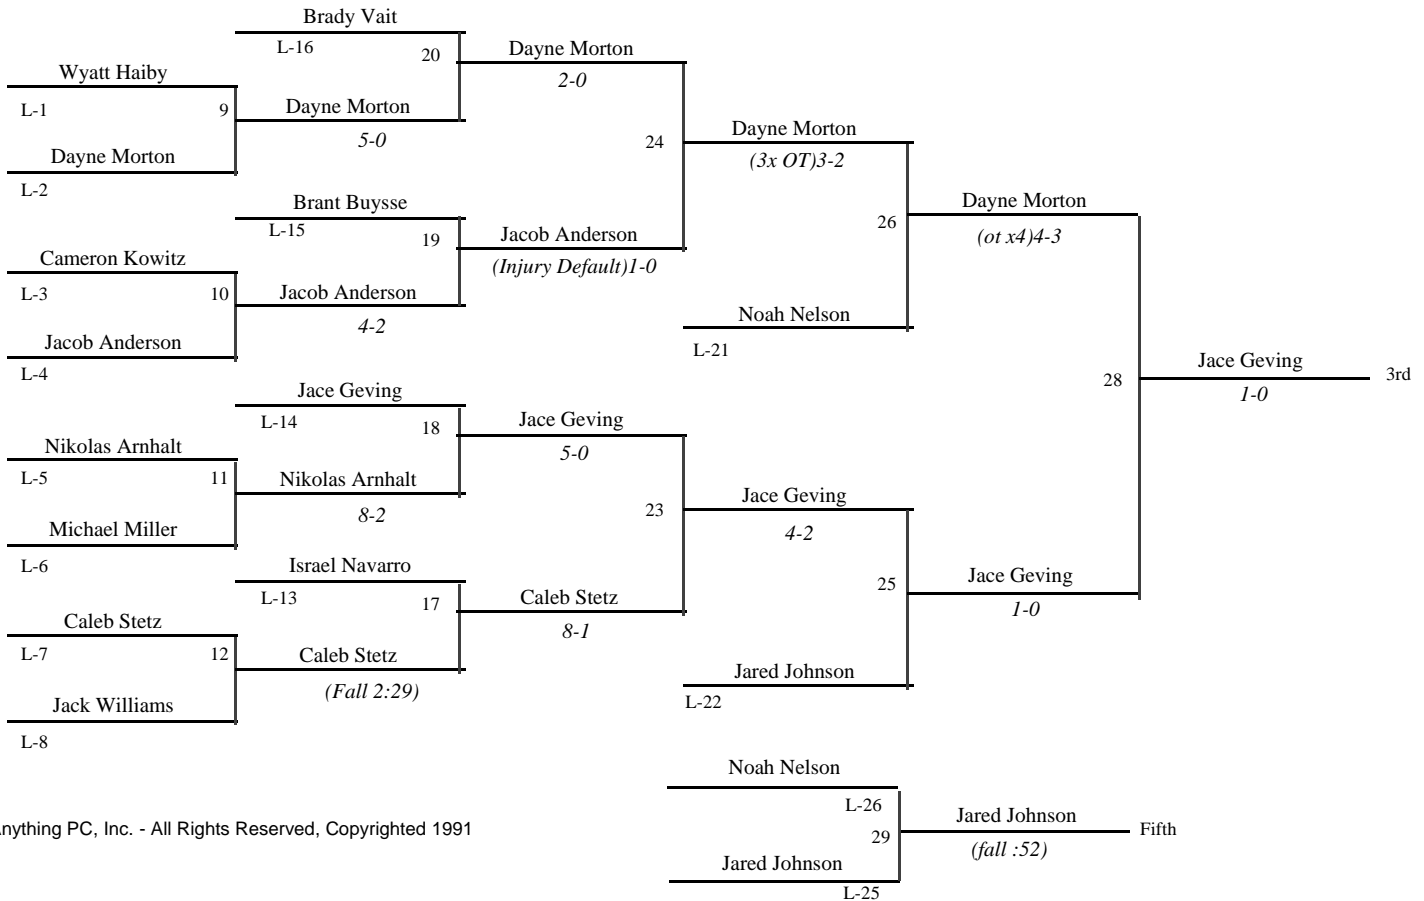 Brady Vait
L-16
20
Dayne Morton
2-0
Wyatt Haiby
L-1
9
Dayne Morton
5-0
Dayne Morton
L-2
24
Dayne Morton
(3x OT)3-2
Brant Buysse
L-15
19
Jacob Anderson
(Injury Default)1-0
26
Dayne Morton
(ot x4)4-3
Cameron Kowitz
L-3
10
Jacob Anderson
4-2
Jacob Anderson
L-4
Noah Nelson
L-21
28
Jace Geving
1-0
3rd
Jace Geving
L-14
18
Jace Geving
5-0
Nikolas Arnhalt
L-5
11
Nikolas Arnhalt
8-2
Michael Miller
L-6
23
Jace Geving
4-2
Israel Navarro
L-13
17
Caleb Stetz
8-1
25
Jace Geving
1-0
Caleb Stetz
L-7
12
Caleb Stetz
(Fall 2:29)
Jack Williams
L-8
Jared Johnson
L-22
Noah Nelson
L-26
29
Jared Johnson
(fall :52)
Fifth
Jared Johnson
L-25
nything PC, Inc. - All Rights Reserved, Copyrighted 1991